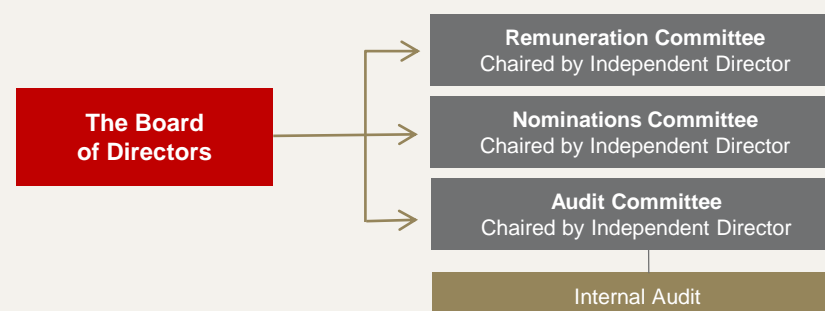 The Board
of Directors
Remuneration Committee
Chaired by Independent Director
Nominations Committee
Chaired by Independent Director
Audit Committee
Chaired by Independent Director
Internal Audit